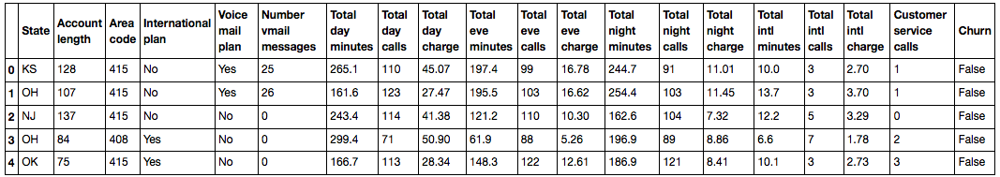 State Account length Area code International plan Voice mail plan Number vmail messages Total day minutes Total day calls Total day charge Total eve minutes Total eve calls Total eve charge Total night minutes Total night calls Total night charge Total intl minutes Total intl calls Total intl charge Customer service calls Churn
0 KS 128 415 No Yes 25 265.1 110 45.07 197.4 99 16.78 244.7 91 11.01 10.0 3 2.70 1 False
1 OH 107 415 No Yes 26 161.6 123 27.47 195.5 103 16.62 254.4 103 11.45 13.7 3 3.70 1 False
2 NJ 137 415 No No 0 243.4 114 41.38 121.2 110 10.30 162.6 104 7.32 12.2 5 3.29 0 False
3 OH 84 408 Yes No 0 299.4 71 50.90 61.9 88 5.26 196.9 89 8.86 6.6 7 1.78 2 False
4 OK 75 415 Yes No 0 166.7 113 28.34 148.3 122 12.61 186.9 121 8.41 10.1 3 2.73 3 False